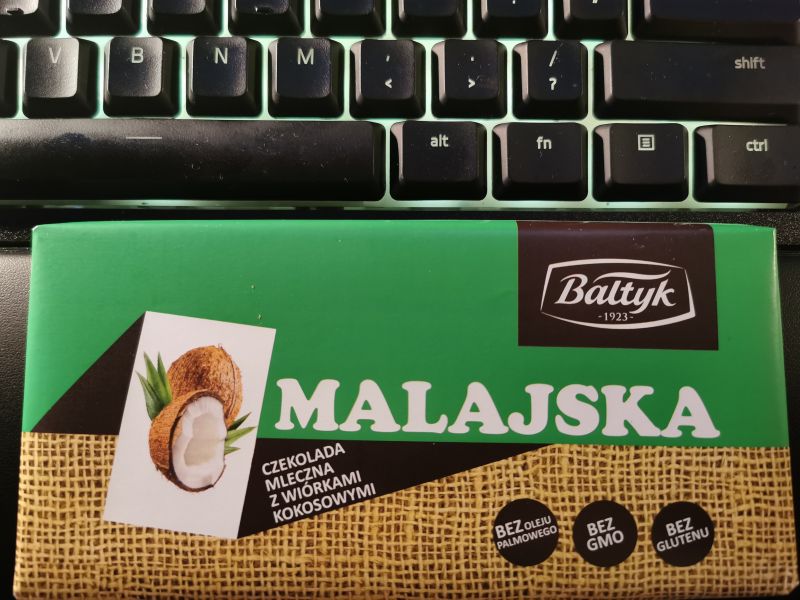 V B N M , < . > / ? shift
alt fn ctrl
Bałtyk
-1923-
MALAJSKA
CZEKOLADA
MLECZNA
Z WIÓRKAMI
KOKOSOWYMI
BEZ OLEJU
PALMOWEGO
BEZ
GMO
BEZ
GLUTENU